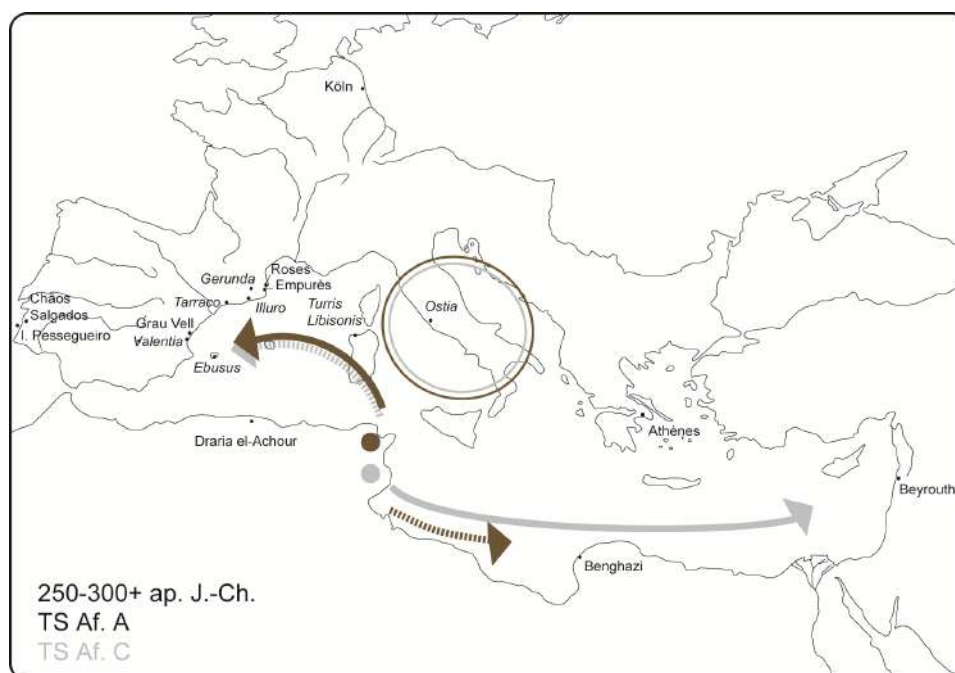 Köln
Gerunda
Roses
Empurès
Tarraco
Illuro
Turris
Libisonis
Ostia
Chãos
Salgados
I. Pessegueiro
Grau Vell
Valentia
Ebusus
Draria el-Achour
Athènes
Beyrouth
Benghazi
250-300+ ap. J.-Ch.
TS Af. A
TS Af. C